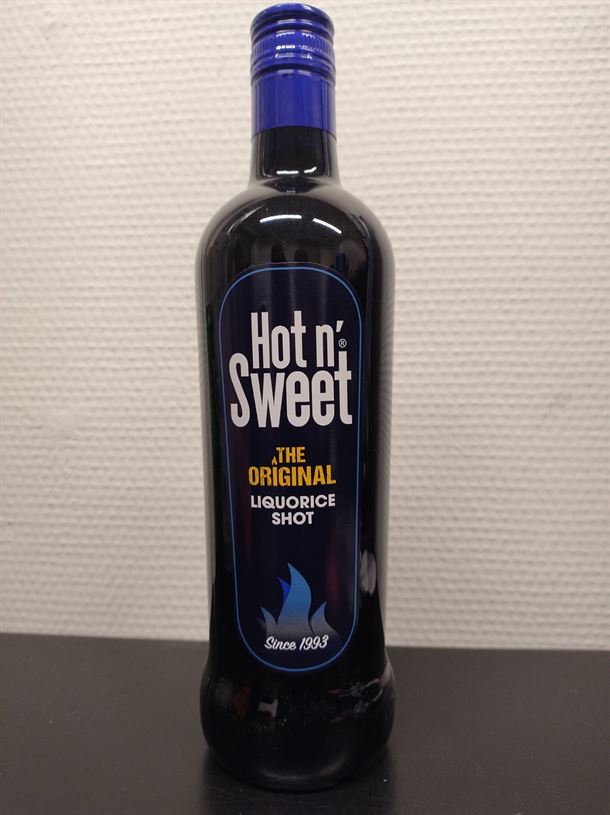 Hot n'®
Sweet
THE
ORIGINAL
LIQUORICE
SHOT
Since 1993